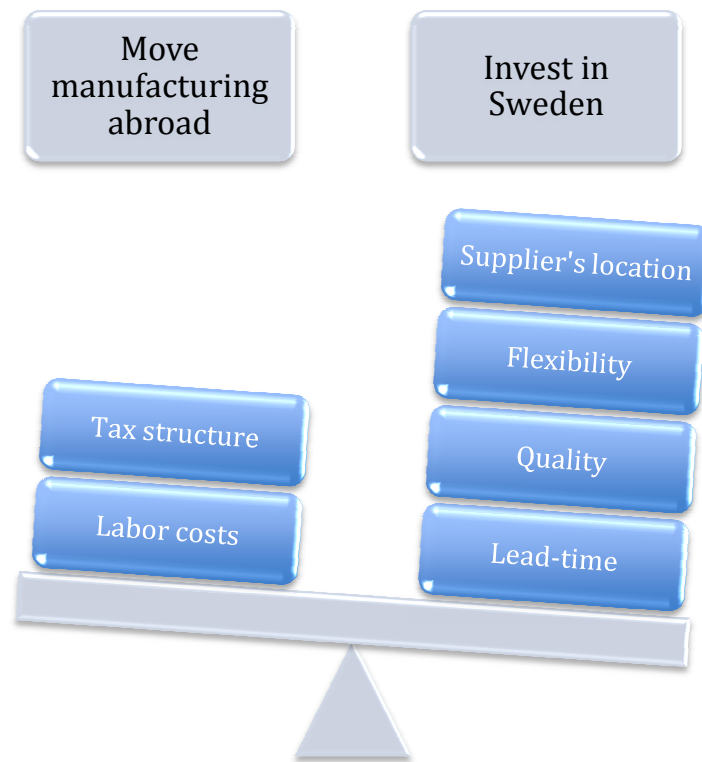 Move
manufacturing
abroad
Invest in
Sweden
Supplier's location
Flexibility
Tax structure
Quality
Labor costs
Lead-time